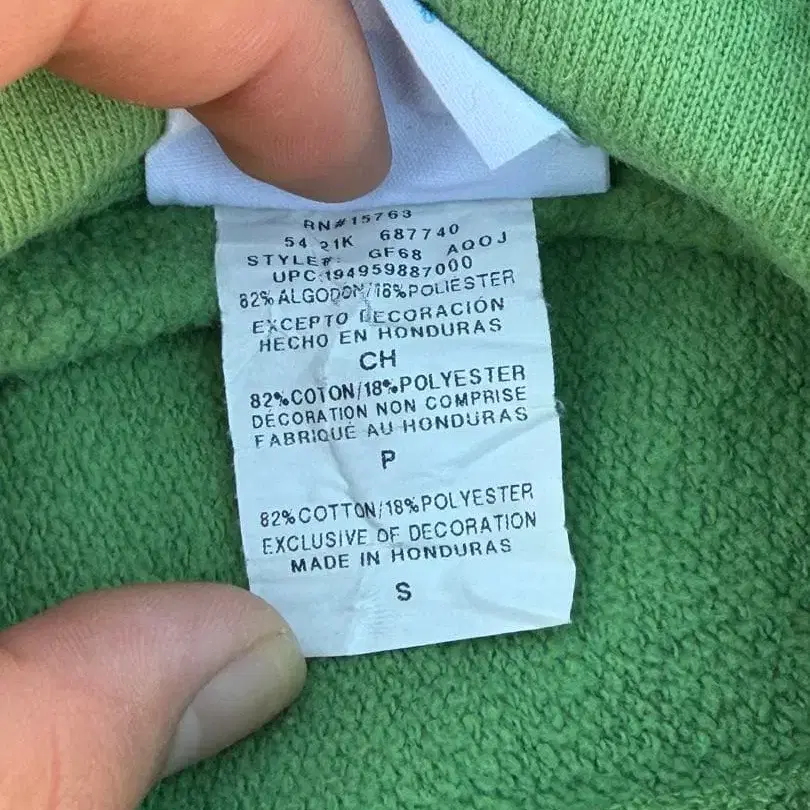 RN#15763
54 21K 687740
STYLE#: GF68 AQOJ
UPC:194959887000
82%ALGODON/18%POLIÉSTER
EXCEPTO DECORACIÓN
HECHO EN HONDURAS
CH
82%COTON/18%POLYESTER
DÉCORATION NON COMPRISE
FABRIQUÉ AU HONDURAS
P
82%COTTON/18%POLYESTER
EXCLUSIVE OF DECORATION
MADE IN HONDURAS
S